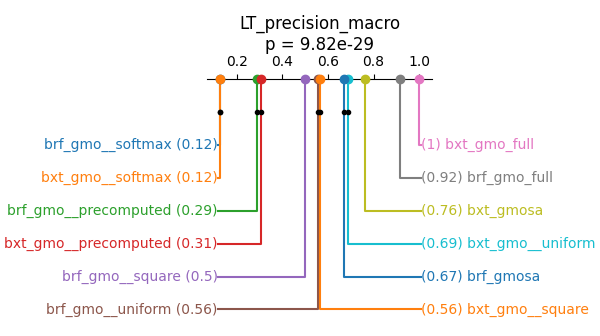 LT_precision_macro
p = 9.82e-29
0.2 0.4 0.6 0.8 1.0
brf_gmo__softmax (0.12) (1) bxt_gmo_full
bxt_gmo__softmax (0.12) (0.92) brf_gmo_full
brf_gmo__precomputed (0.29) (0.76) bxt_gmosa
bxt_gmo__precomputed (0.31) (0.69) bxt_gmo__uniform
brf_gmo__square (0.5) (0.67) brf_gmosa
brf_gmo__uniform (0.56) (0.56) bxt_gmo__square